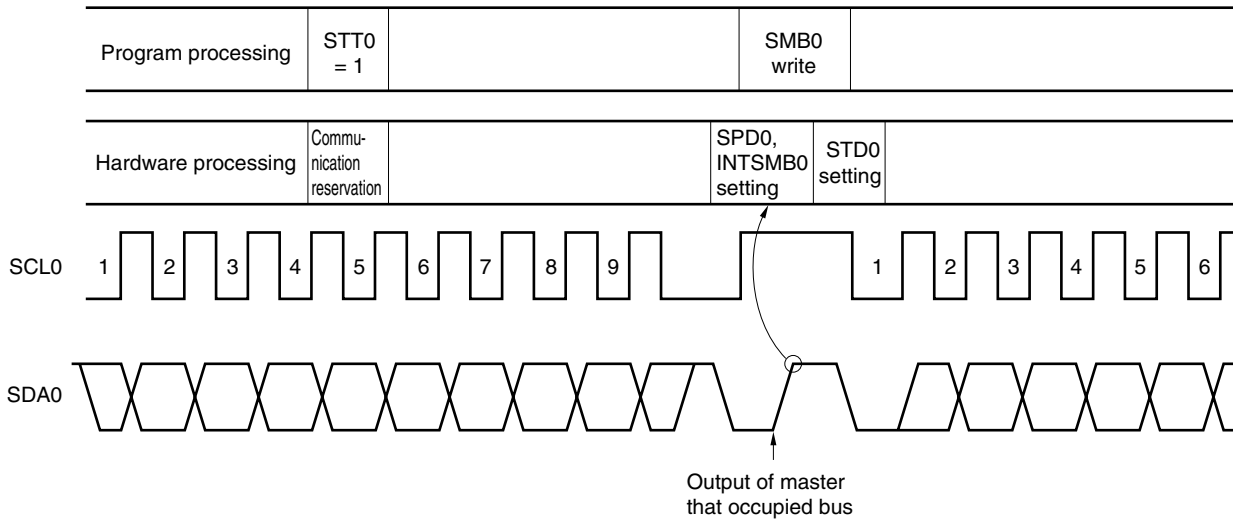 Program processing
STT0
= 1
SMB0
write
Hardware processing
Commu-
nication
reservation
SPD0,
INTSMB0
setting
STD0
setting
SCL0
1 2 3 4 5 6 7 8 9 1 2 3 4 5 6
SDA0
Output of master
that occupied bus